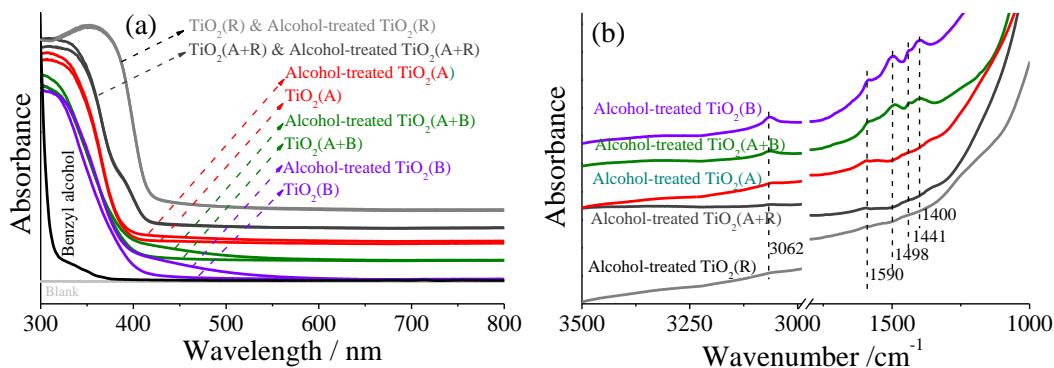 (a)
TiO₂(R) & Alcohol-treated TiO₂(R)
TiO₂(A+R) & Alcohol-treated TiO₂(A+R)
Alcohol-treated TiO₂(A)
TiO₂(A)
Alcohol-treated TiO₂(A+B)
TiO₂(A+B)
Alcohol-treated TiO₂(B)
TiO₂(B)
Benzyl alcohol
Blank
Absorbance
300 400 500 600 700 800
Wavelength / nm
(b)
Alcohol-treated TiO₂(B)
Alcohol-treated TiO₂(A+B)
Alcohol-treated TiO₂(A)
Alcohol-treated TiO₂(A+R)
Alcohol-treated TiO₂(R)
3062
1590
1498
1441
1400
Absorbance
3500 3250 3000 1500 1000
Wavenumber /cm⁻¹